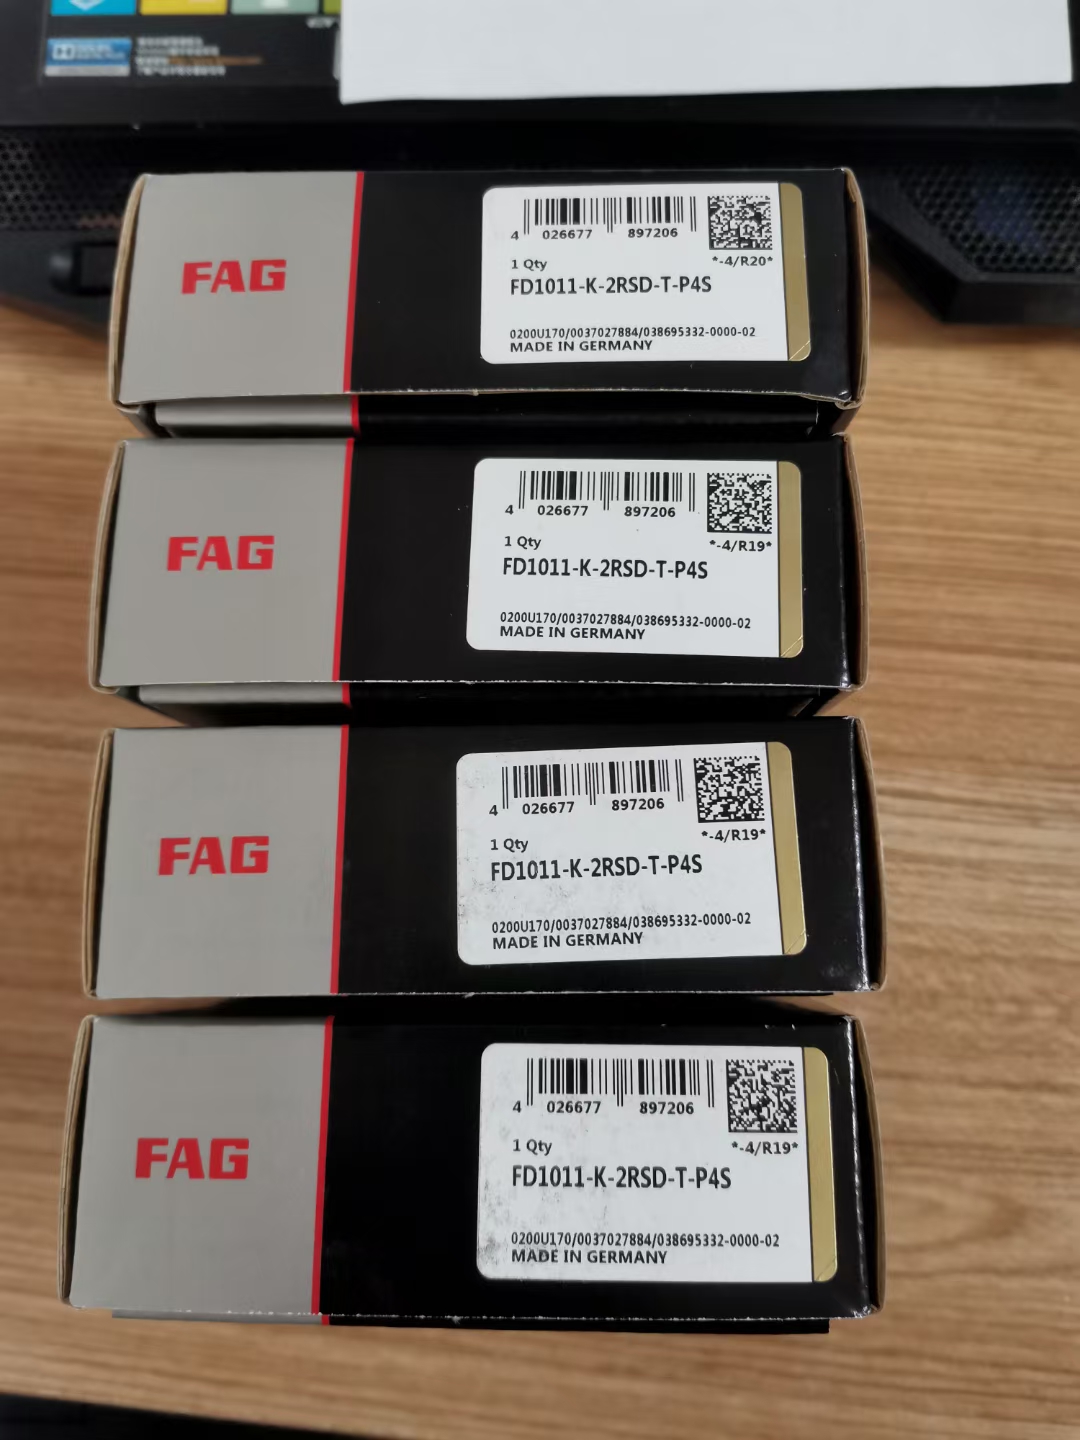 FAG
4 026677 897206
*-4/R20*
1 Qty
FD1011-K-2RSD-T-P4S
0200U170/0037027884/038695332-0000-02
MADE IN GERMANY
FAG
4 026677 897206
*-4/R19*
1 Qty
FD1011-K-2RSD-T-P4S
0200U170/0037027884/038695332-0000-02
MADE IN GERMANY
FAG
4 026677 897206
*-4/R19*
1 Qty
FD1011-K-2RSD-T-P4S
0200U170/0037027884/038695332-0000-02
MADE IN GERMANY
FAG
4 026677 897206
*-4/R19*
1 Qty
FD1011-K-2RSD-T-P4S
0200U170/0037027884/038695332-0000-02
MADE IN GERMANY